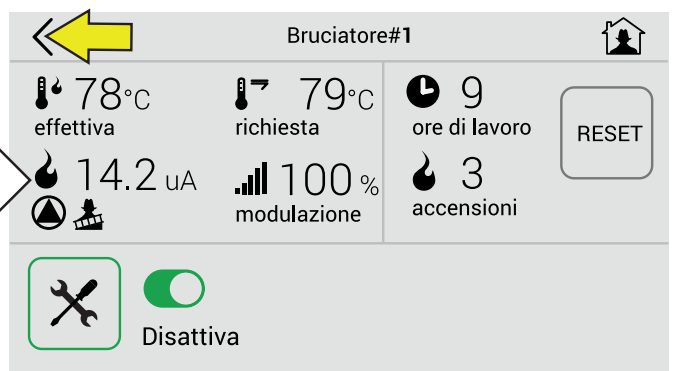 Bruciatore#1
78°C
effettiva
79°C
richiesta
9
ore di lavoro
RESET
14.2 uA
100 %
modulazione
3
accensioni
Disattiva